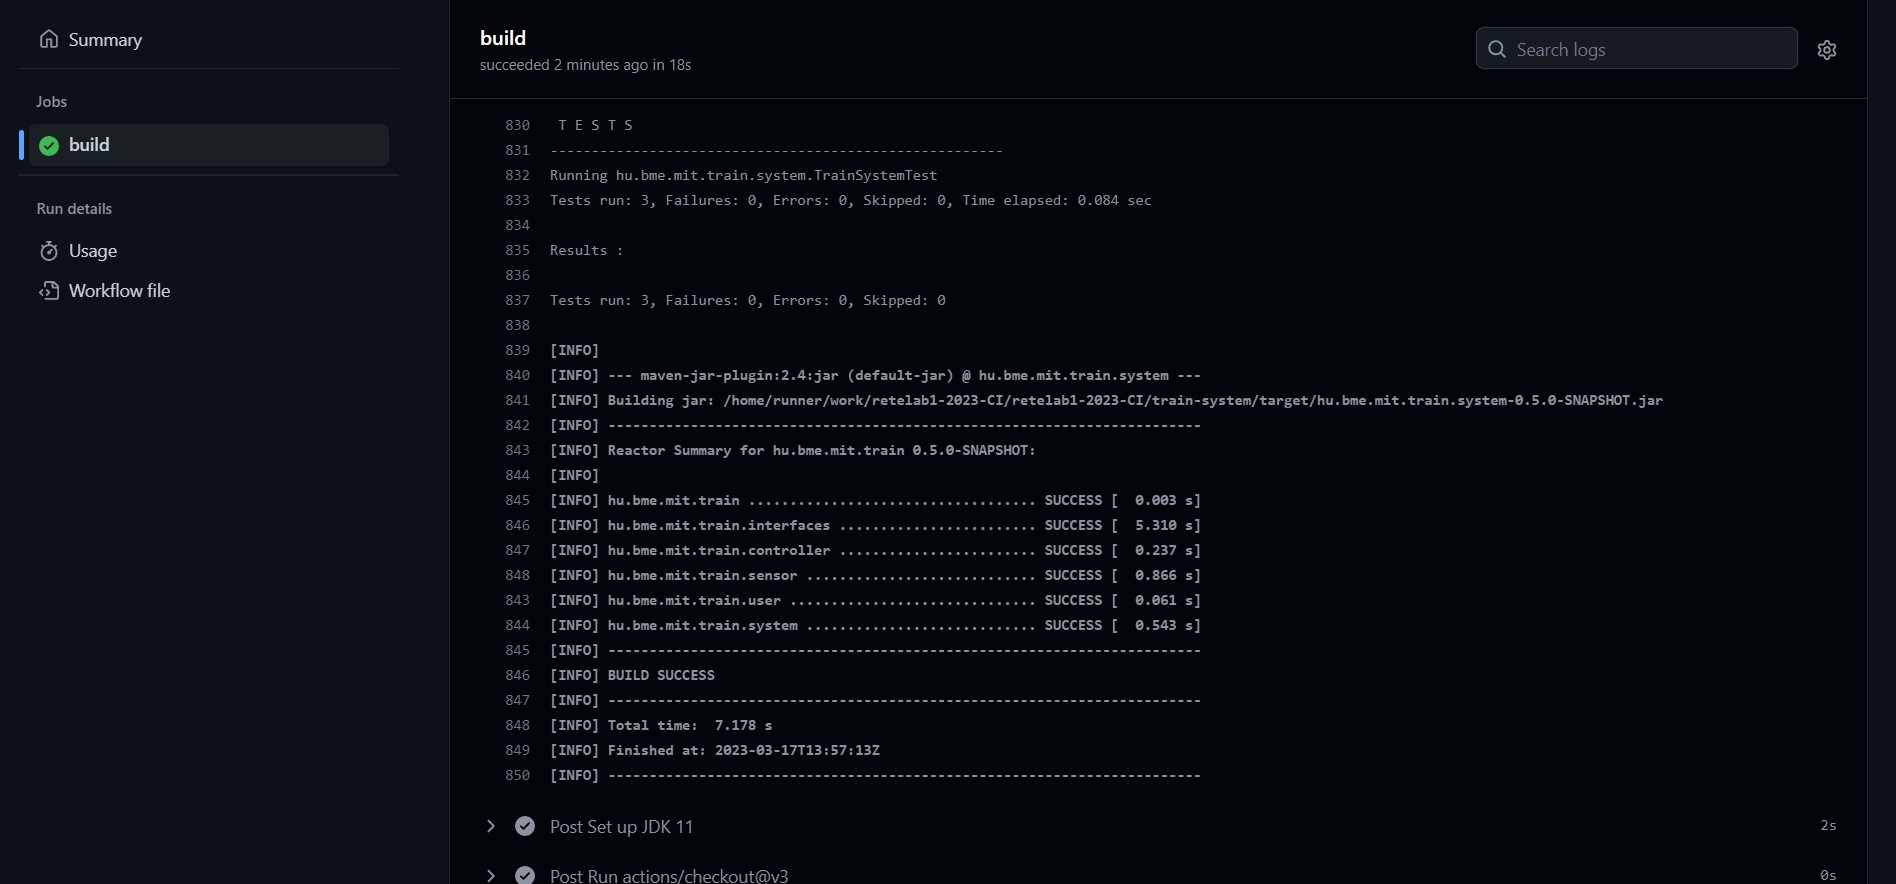 Summary
Jobs
build
Run details
Usage
Workflow file
build
succeeded 2 minutes ago in 18s
Search logs
830 T E S T S
831 -------------------------------------------------------
832 Running hu.bme.mit.train.system.TrainSystemTest
833 Tests run: 3, Failures: 0, Errors: 0, Skipped: 0, Time elapsed: 0.084 sec
834
835 Results :
836
837 Tests run: 3, Failures: 0, Errors: 0, Skipped: 0
838
839 [INFO]
840 [INFO] --- maven-jar-plugin:2.4:jar (default-jar) @ hu.bme.mit.train.system ---
841 [INFO] Building jar: /home/runner/work/retelab1-2023-CI/retelab1-2023-CI/train-system/target/hu.bme.mit.train.system-0.5.0-SNAPSHOT.jar
842 [INFO] ------------------------------------------------------------------------
843 [INFO] Reactor Summary for hu.bme.mit.train 0.5.0-SNAPSHOT:
844 [INFO]
845 [INFO] hu.bme.mit.train ................................... SUCCESS [  0.003 s]
846 [INFO] hu.bme.mit.train.interfaces ........................ SUCCESS [  5.310 s]
847 [INFO] hu.bme.mit.train.controller ........................ SUCCESS [  0.237 s]
848 [INFO] hu.bme.mit.train.sensor ............................ SUCCESS [  0.866 s]
843 [INFO] hu.bme.mit.train.user .............................. SUCCESS [  0.061 s]
844 [INFO] hu.bme.mit.train.system ............................ SUCCESS [  0.543 s]
845 [INFO] ------------------------------------------------------------------------
846 [INFO] BUILD SUCCESS
847 [INFO] ------------------------------------------------------------------------
848 [INFO] Total time:  7.178 s
849 [INFO] Finished at: 2023-03-17T13:57:13Z
850 [INFO] ------------------------------------------------------------------------
Post Set up JDK 11 2s
Post Run actions/checkout@v3 0s